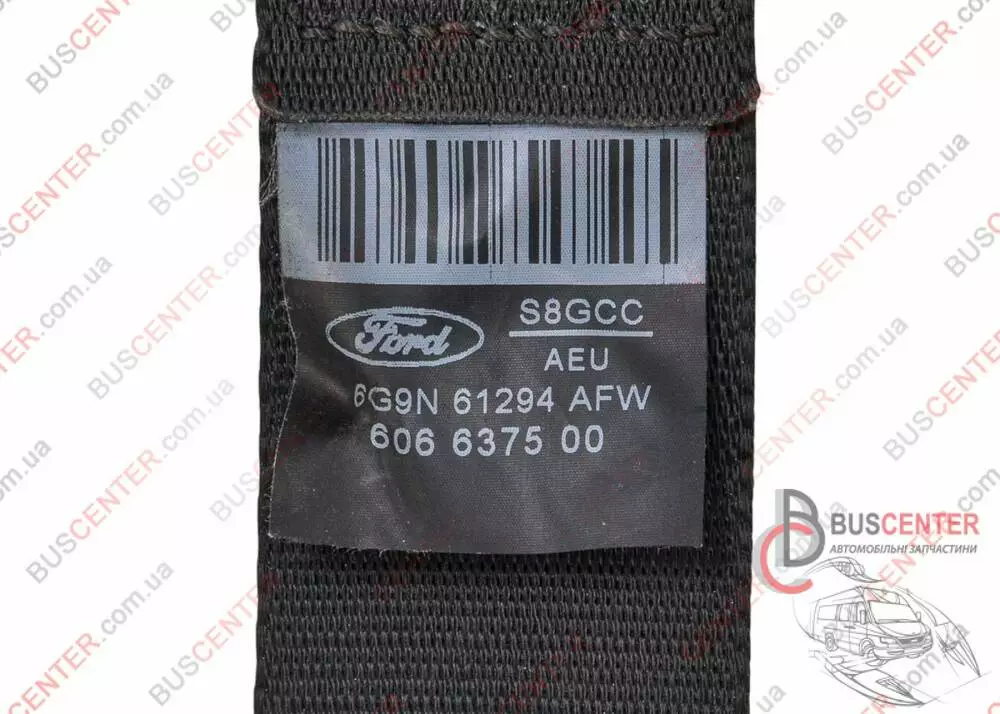 Ford
S8GCC
AEU
6G9N 61294 AFW
606 6375 00
BUSCENTER
АВТОМОБІЛЬНІ ЗАПЧАСТИНИ
BUSCENTER.com.ua